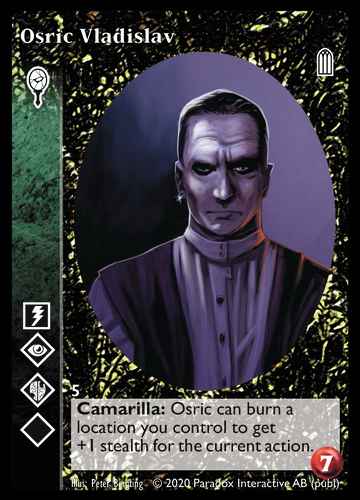 Osric Vladislav
5
Camarilla: Osric can burn a
location you control to get
+1 stealth for the current action.
7
Illus: Peter Bergting © 2020 Paradox Interactive AB (publ)